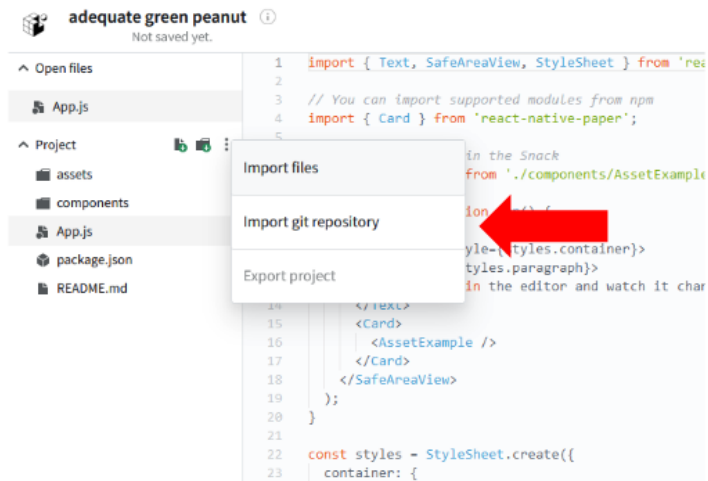 adequate green peanut
Not saved yet.
Open files
App.js
Project
assets
components
App.js
package.json
README.md
Import files
Import git repository
Export project
1 import { Text, SafeAreaView, StyleSheet } from 'rea
2
3 // You can import supported modules from npm
4 import { Card } from 'react-native-paper';
5
in the Snack
from './components/AssetExample
yle={styles.container}>
tyles.paragraph}>
in the editor and watch it char
14 </Text>
15 <Card>
16 <AssetExample />
17 </Card>
18 </SafeAreaView>
19 );
20 }
21
22 const styles = StyleSheet.create({
23 container: {